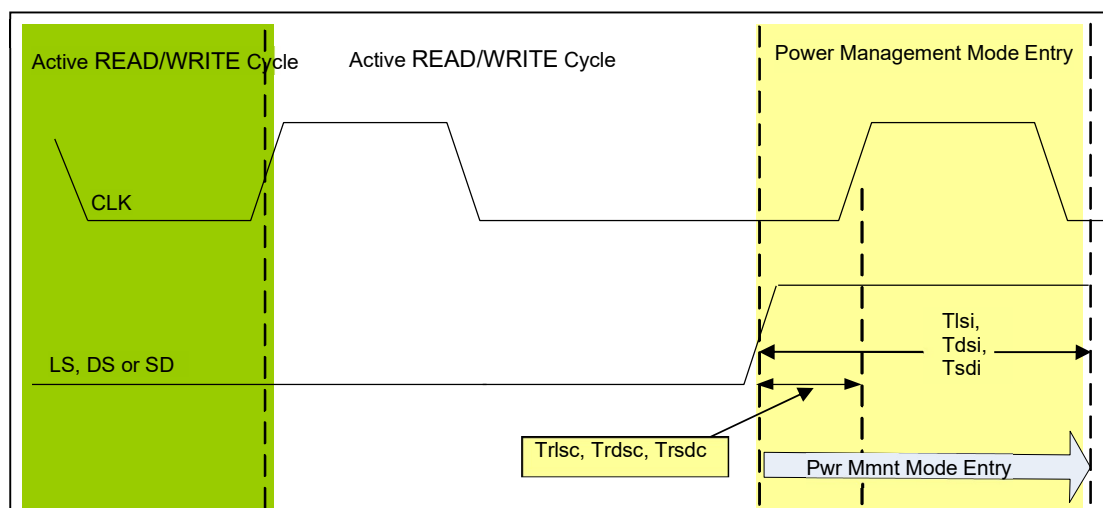 Active READ/WRITE Cycle
Active READ/WRITE Cycle
Power Management Mode Entry
CLK
LS, DS or SD
Tlsi,
Tdsi,
Tsdi
Trlsc, Trdsc, Trsdc
Pwr Mmnt Mode Entry